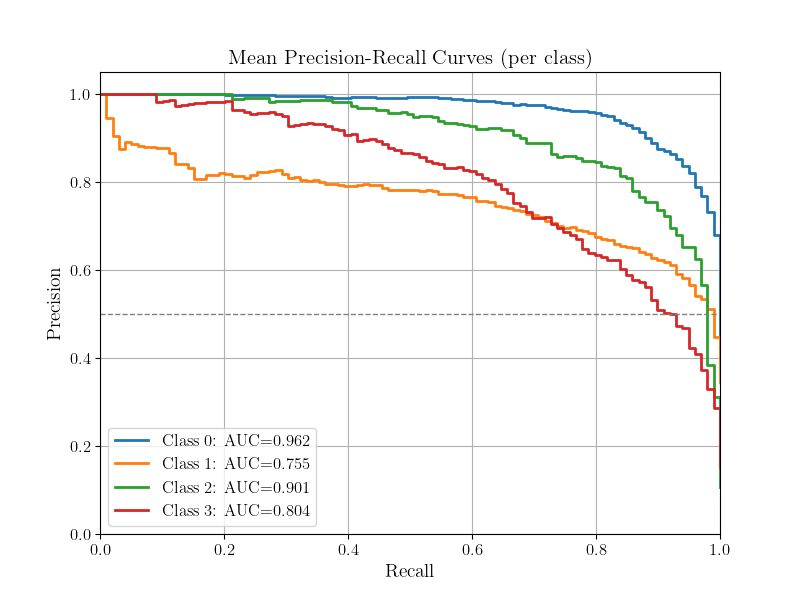 Mean Precision-Recall Curves (per class)
1.0
0.8
0.6
0.4
0.2
0.0
Precision
Class 0: AUC=0.962
Class 1: AUC=0.755
Class 2: AUC=0.901
Class 3: AUC=0.804
0.0 0.2 0.4 0.6 0.8 1.0
Recall